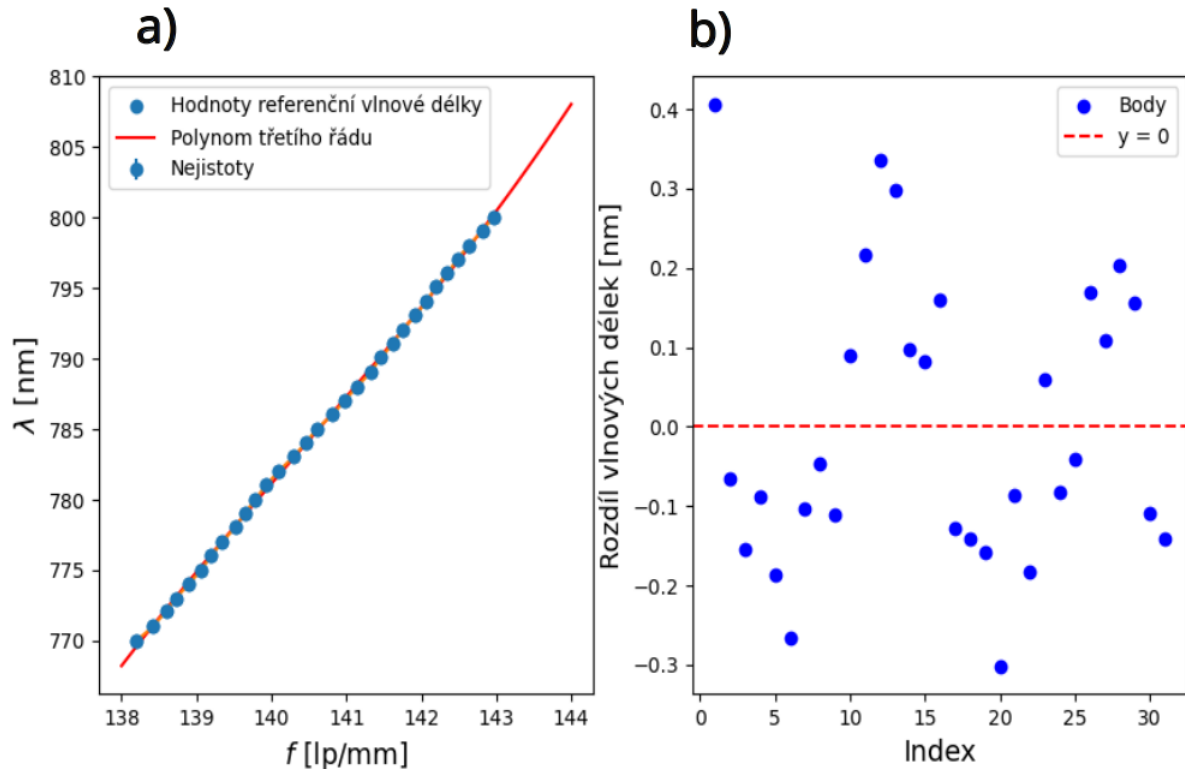 a)
810
805
800
795
790
785
780
775
770
λ [nm]
Hodnoty referenční vlnové délky
Polynom třetího řádu
Nejistoty
138 139 140 141 142 143 144
f [lp/mm]
b)
0.4
0.3
0.2
0.1
0.0
−0.1
−0.2
−0.3
Rozdíl vlnových délek [nm]
Body
y = 0
0 5 10 15 20 25 30
Index